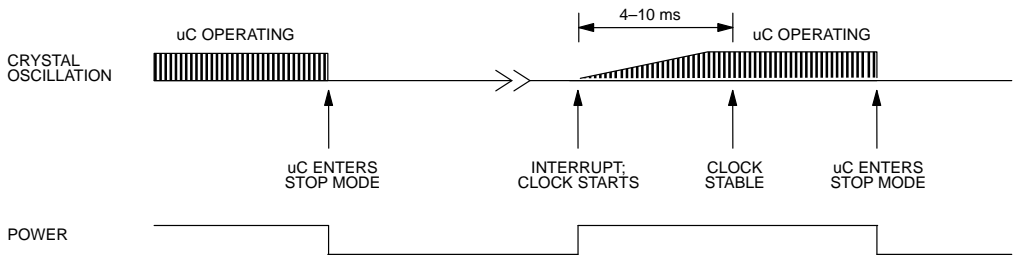 4–10 ms
uC OPERATING
uC OPERATING
CRYSTAL
OSCILLATION
uC ENTERS
STOP MODE
INTERRUPT;
CLOCK STARTS
CLOCK
STABLE
uC ENTERS
STOP MODE
POWER